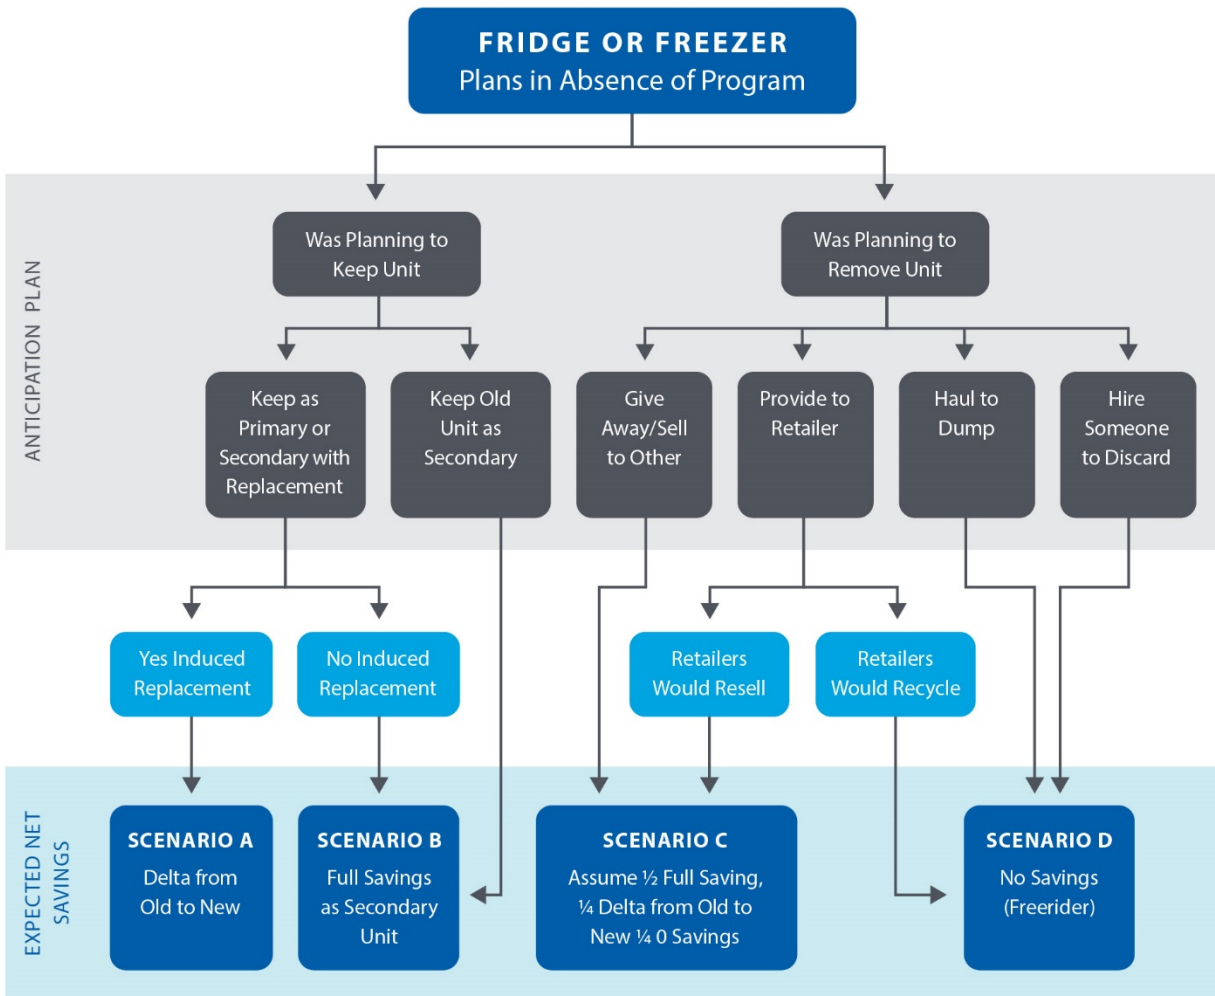 FRIDGE OR FREEZER
Plans in Absence of Program
ANTICIPATION PLAN
Was Planning to
Keep Unit
Was Planning to
Remove Unit
Keep as
Primary or
Secondary with
Replacement
Keep Old
Unit as
Secondary
Give
Away/Sell
to Other
Provide to
Retailer
Haul to
Dump
Hire
Someone
to Discard
Yes Induced
Replacement
No Induced
Replacement
Retailers
Would Resell
Retailers
Would Recycle
EXPECTED NET
SAVINGS
SCENARIO A
Delta from
Old to New
SCENARIO B
Full Savings
as Secondary
Unit
SCENARIO C
Assume ½ Full Saving,
¼ Delta from Old to
New ¼ 0 Savings
SCENARIO D
No Savings
(Freerider)